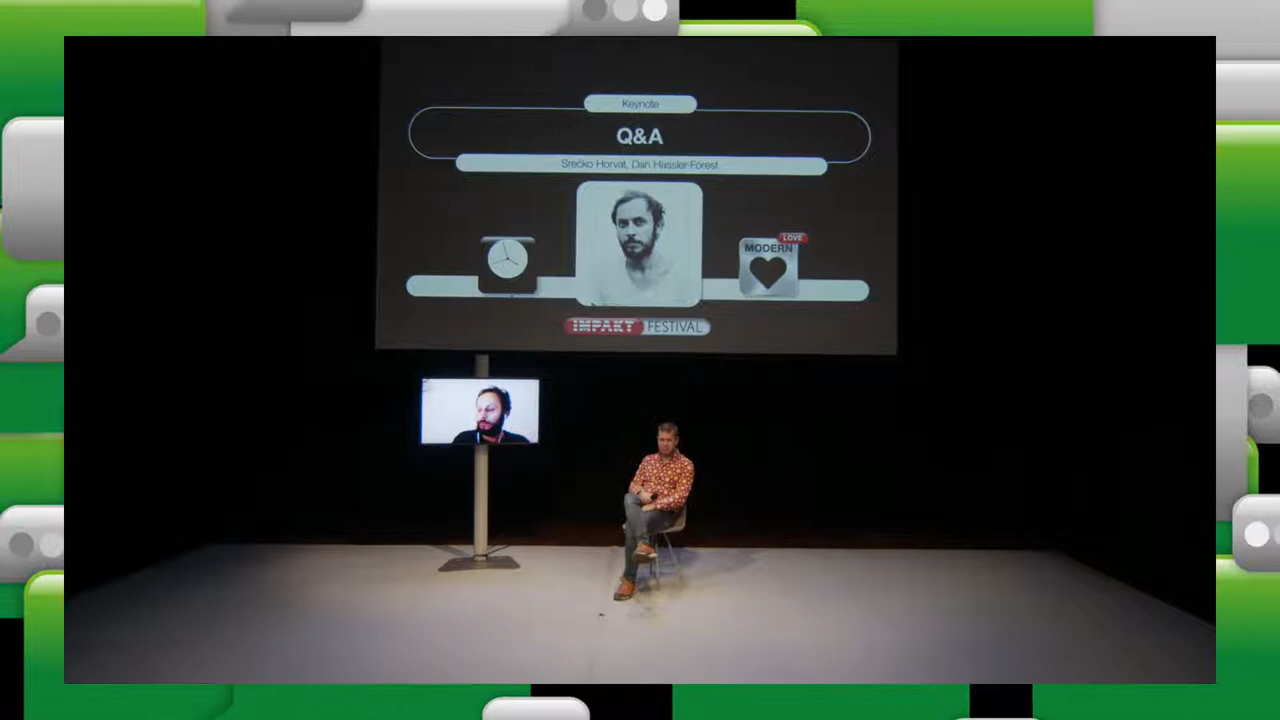 Keynote
Q&A
Srećko Horvat, Dan Hassler-Forest
LOVE
MODERN
IMPAKT FESTIVAL